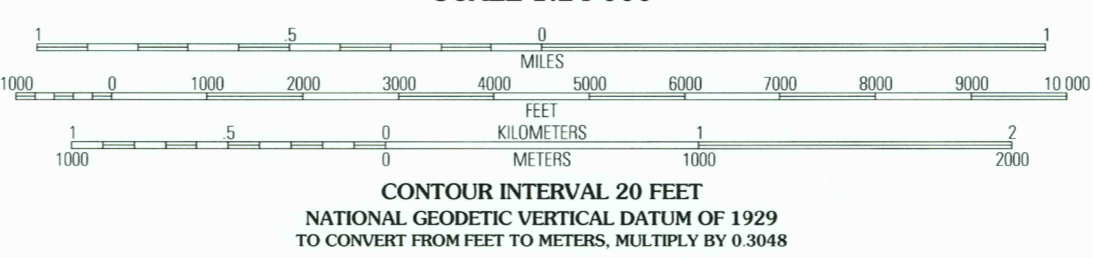 1 .5 0 1
MILES
1000 0 1000 2000 3000 4000 5000 6000 7000 8000 9000 10 000
FEET
1 .5 0 KILOMETERS 1 2
1000 0 METERS 1000 2000
CONTOUR INTERVAL 20 FEET
NATIONAL GEODETIC VERTICAL DATUM OF 1929
TO CONVERT FROM FEET TO METERS, MULTIPLY BY 0.3048